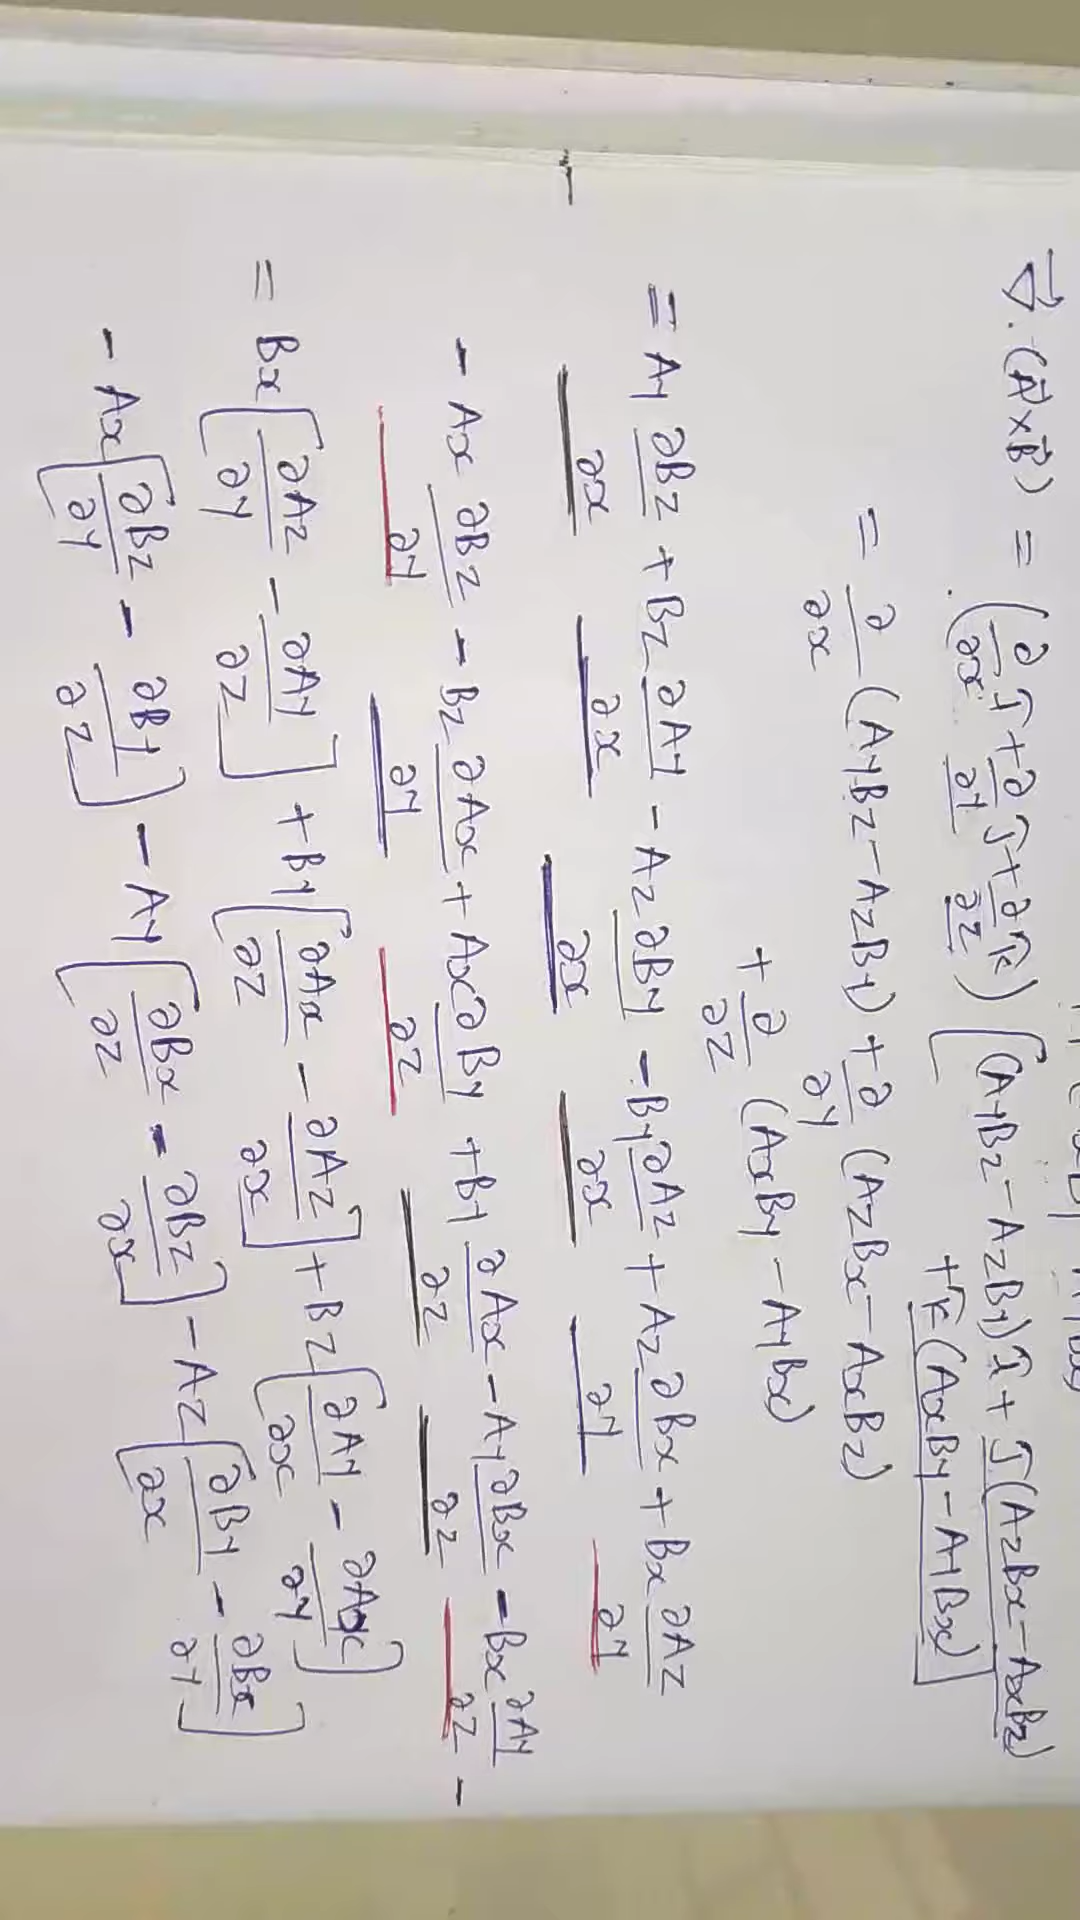 ∇⃗·(A⃗×B⃗) = (∂/∂x î + ∂/∂y ĵ + ∂/∂z k̂) · [(AyBz − AzBy)î + ĵ(AzBx − AxBz)
+ k̂(AxBy − AyBx)]
= ∂/∂x (AyBz − AzBy) + ∂/∂y (AzBx − AxBz)
+ ∂/∂z (AxBy − AyBx)
= Ay ∂Bz/∂x + Bz ∂Ay/∂x − Az ∂By/∂x − By ∂Az/∂x + Az ∂Bx/∂y + Bx ∂Az/∂y
− Ax ∂Bz/∂y − Bz ∂Ax/∂y + Ax ∂By/∂z + By ∂Ax/∂z − Ay ∂Bx/∂z − Bx ∂Ay/∂z −
= Bx[∂Az/∂y − ∂Ay/∂z] + By[∂Ax/∂z − ∂Az/∂x] + Bz[∂Ay/∂x − ∂Ax/∂y]
− Ax[∂Bz/∂y − ∂By/∂z] − Ay[∂Bx/∂z − ∂Bz/∂x] − Az[∂By/∂x − ∂Bx/∂y]